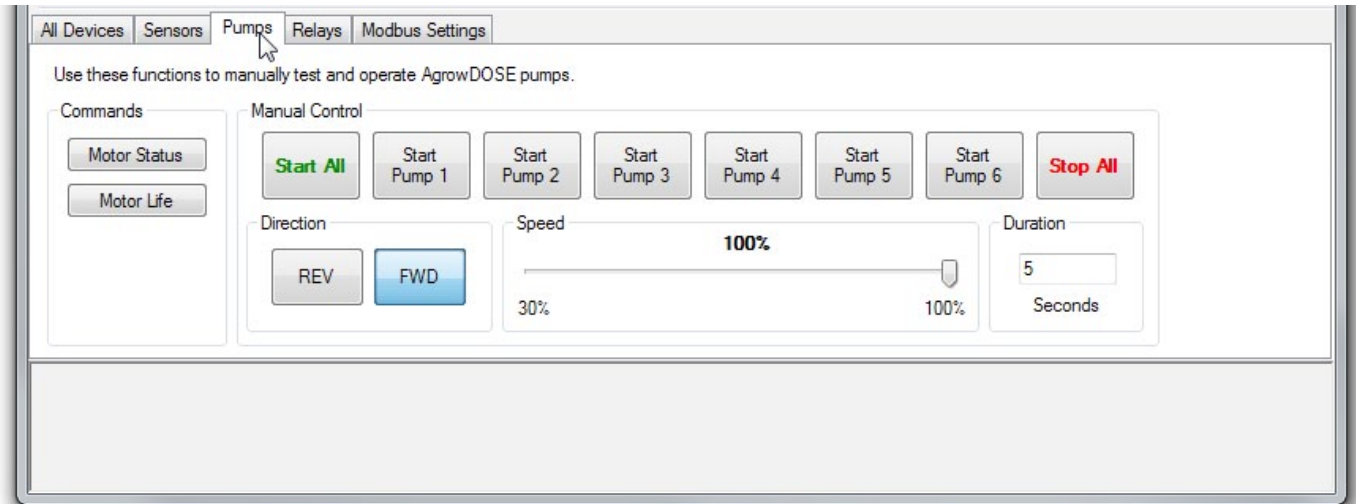 All Devices Sensors Pumps Relays Modbus Settings
Use these functions to manually test and operate AgrowDOSE pumps.
Commands
Motor Status
Motor Life
Manual Control
Start All
Start
Pump 1
Start
Pump 2
Start
Pump 3
Start
Pump 4
Start
Pump 5
Start
Pump 6
Stop All
Direction
REV FWD
Speed
100%
30% 100%
Duration
5
Seconds